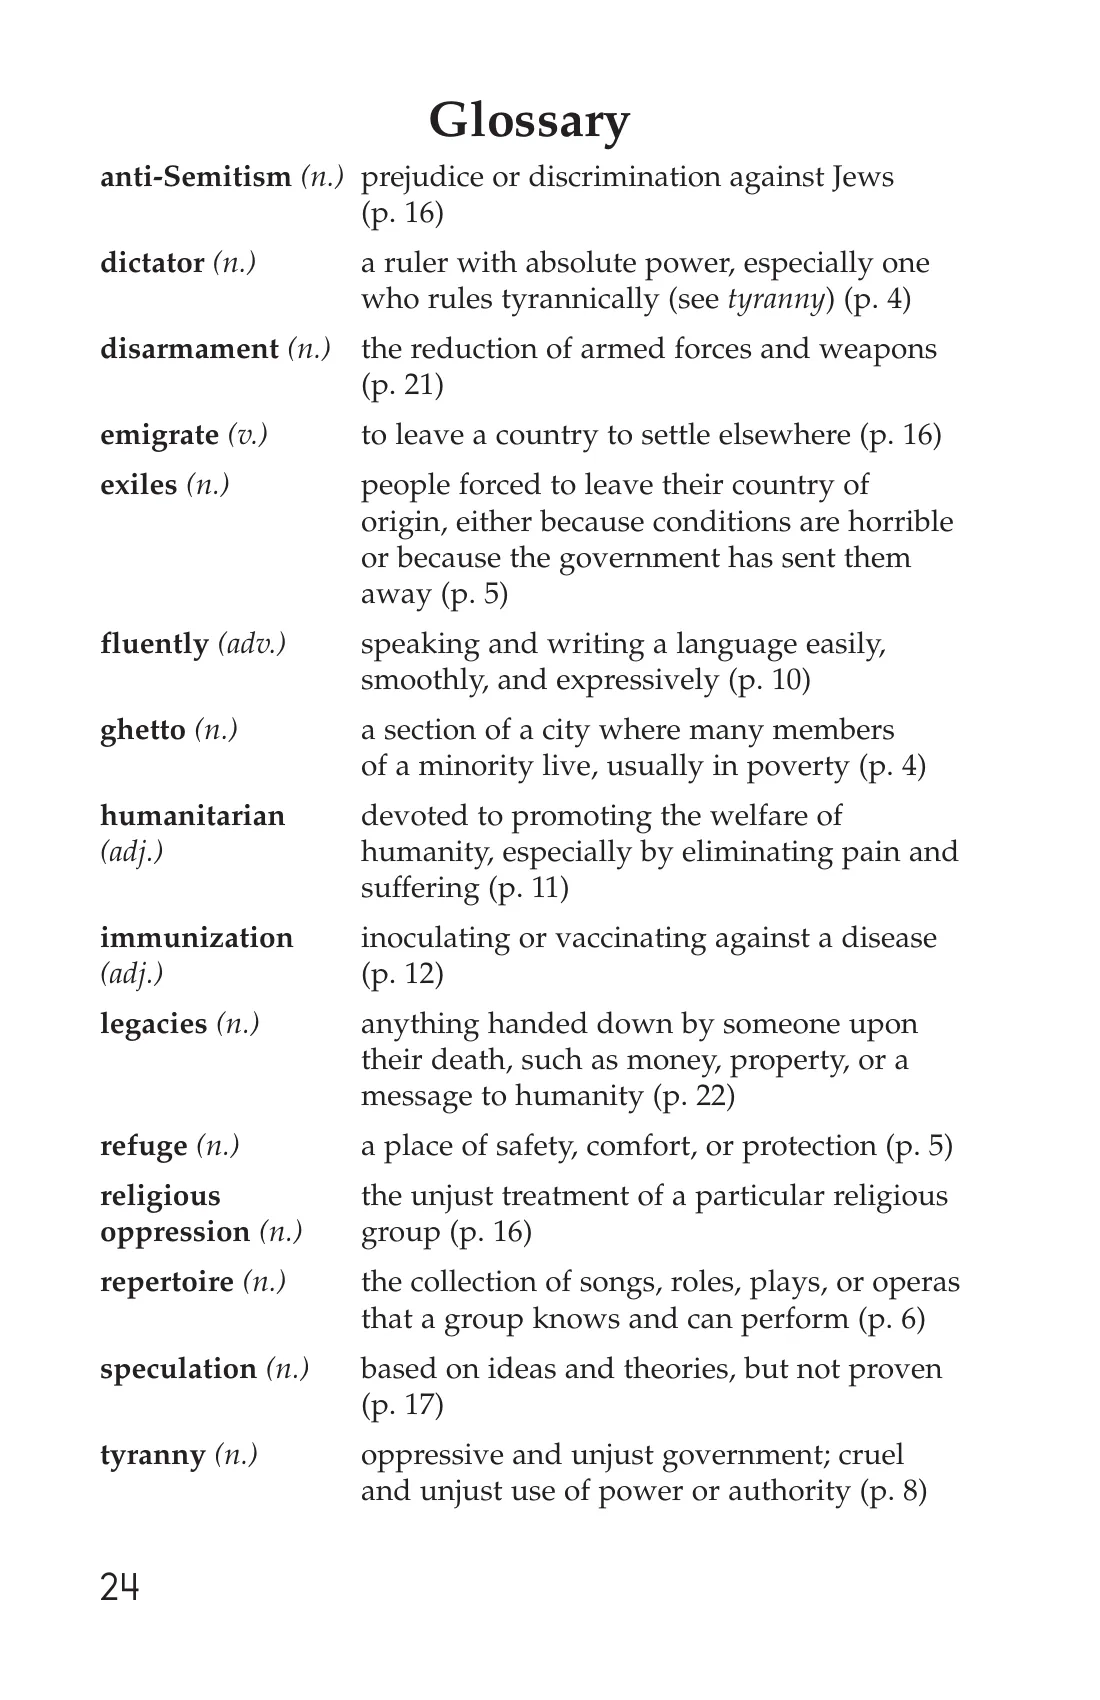 Glossary
anti-Semitism (n.) prejudice or discrimination against Jews
(p. 16)
dictator (n.) a ruler with absolute power, especially one
who rules tyrannically (see tyranny) (p. 4)
disarmament (n.) the reduction of armed forces and weapons
(p. 21)
emigrate (v.) to leave a country to settle elsewhere (p. 16)
exiles (n.) people forced to leave their country of
origin, either because conditions are horrible
or because the government has sent them
away (p. 5)
fluently (adv.) speaking and writing a language easily,
smoothly, and expressively (p. 10)
ghetto (n.) a section of a city where many members
of a minority live, usually in poverty (p. 4)
humanitarian devoted to promoting the welfare of
(adj.) humanity, especially by eliminating pain and
suffering (p. 11)
immunization inoculating or vaccinating against a disease
(adj.) (p. 12)
legacies (n.) anything handed down by someone upon
their death, such as money, property, or a
message to humanity (p. 22)
refuge (n.) a place of safety, comfort, or protection (p. 5)
religious the unjust treatment of a particular religious
oppression (n.) group (p. 16)
repertoire (n.) the collection of songs, roles, plays, or operas
that a group knows and can perform (p. 6)
speculation (n.) based on ideas and theories, but not proven
(p. 17)
tyranny (n.) oppressive and unjust government; cruel
and unjust use of power or authority (p. 8)
24